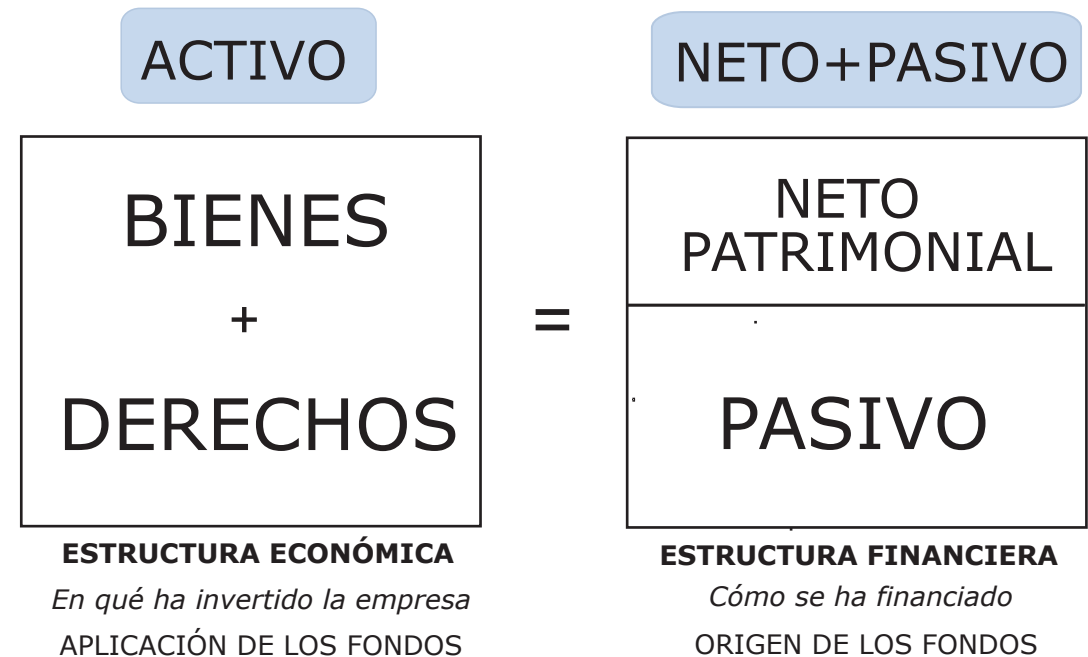 ACTIVO
BIENES
+
DERECHOS
ESTRUCTURA ECONÓMICA
En qué ha invertido la empresa
APLICACIÓN DE LOS FONDOS
=
NETO+PASIVO
NETO
PATRIMONIAL
PASIVO
ESTRUCTURA FINANCIERA
Cómo se ha financiado
ORIGEN DE LOS FONDOS